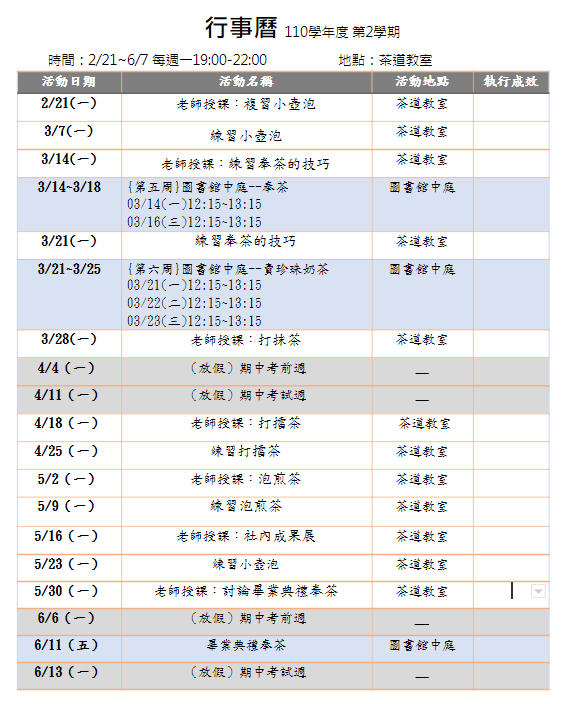 行事曆 110學年度 第2學期
時間：2/21~6/7 每週一19:00-22:00 地點：茶道教室
活動日期 活動名稱 活動地點 執行成效
2/21(一) 老師授課：複習小壺泡 茶道教室
3/7(一) 練習小壺泡 茶道教室
3/14(一) 老師授課：練習奉茶的技巧 茶道教室
3/14~3/18 {第五周}圖書館中庭--奉茶 圖書館中庭
03/14(一)12:15~13:15
03/16(三)12:15~13:15
3/21(一) 練習奉茶的技巧 茶道教室
3/21~3/25 {第六周}圖書館中庭--賣珍珠奶茶 圖書館中庭
03/21(一)12:15~13:15
03/22(二)12:15~13:15
03/23(三)12:15~13:15
3/28(一) 老師授課：打抹茶 茶道教室
4/4 (一) (放假) 期中考前週 __
4/11 (一) (放假) 期中考試週 __
4/18 (一) 老師授課：打擂茶 茶道教室
4/25 (一) 練習打擂茶 茶道教室
5/2 (一) 老師授課：泡煎茶 茶道教室
5/9 (一) 練習泡煎茶 茶道教室
5/16 (一) 老師授課：社內成果展 茶道教室
5/23 (一) 練習小壺泡 茶道教室
5/30 (一) 老師授課：討論畢業典禮奉茶 茶道教室
6/6 (一) (放假) 期中考前週 __
6/11 (五) 畢業典禮奉茶 圖書館中庭
6/13 (一) (放假) 期中考試週 __